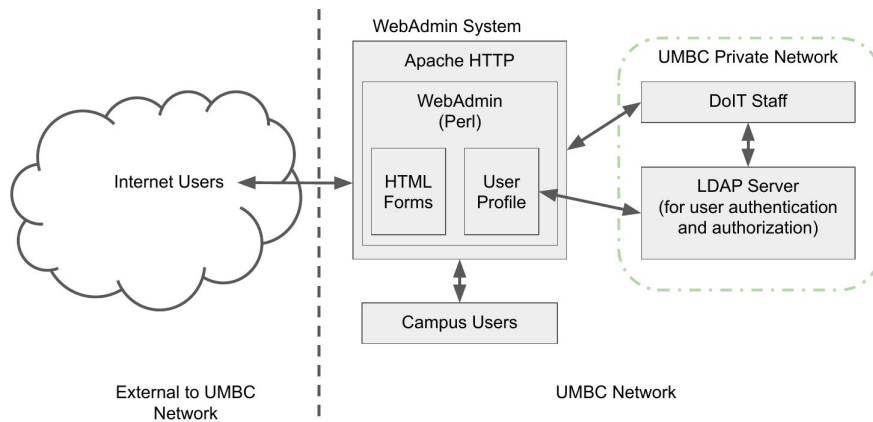 WebAdmin System
Apache HTTP
WebAdmin
(Perl)
HTML
Forms
User
Profile
Internet Users
Campus Users
UMBC Private Network
DoIT Staff
LDAP Server
(for user authentication
and authorization)
External to UMBC
Network
UMBC Network